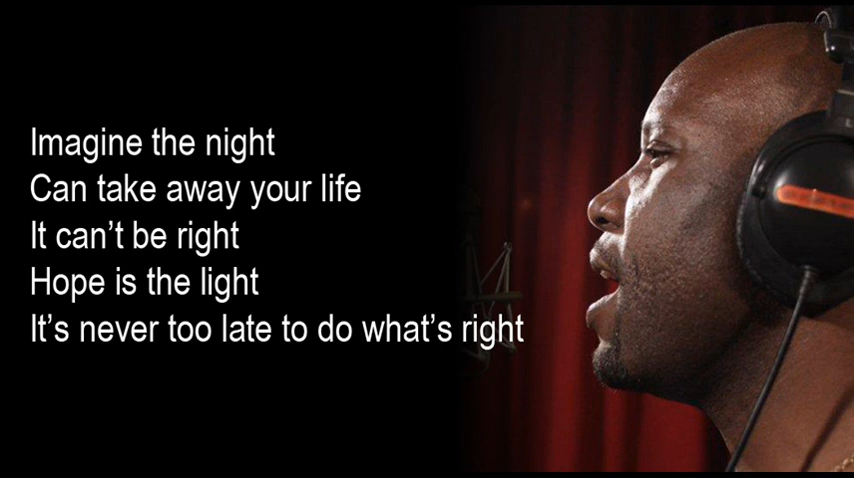 Imagine the night
Can take away your life
It can't be right
Hope is the light
It's never too late to do what's right